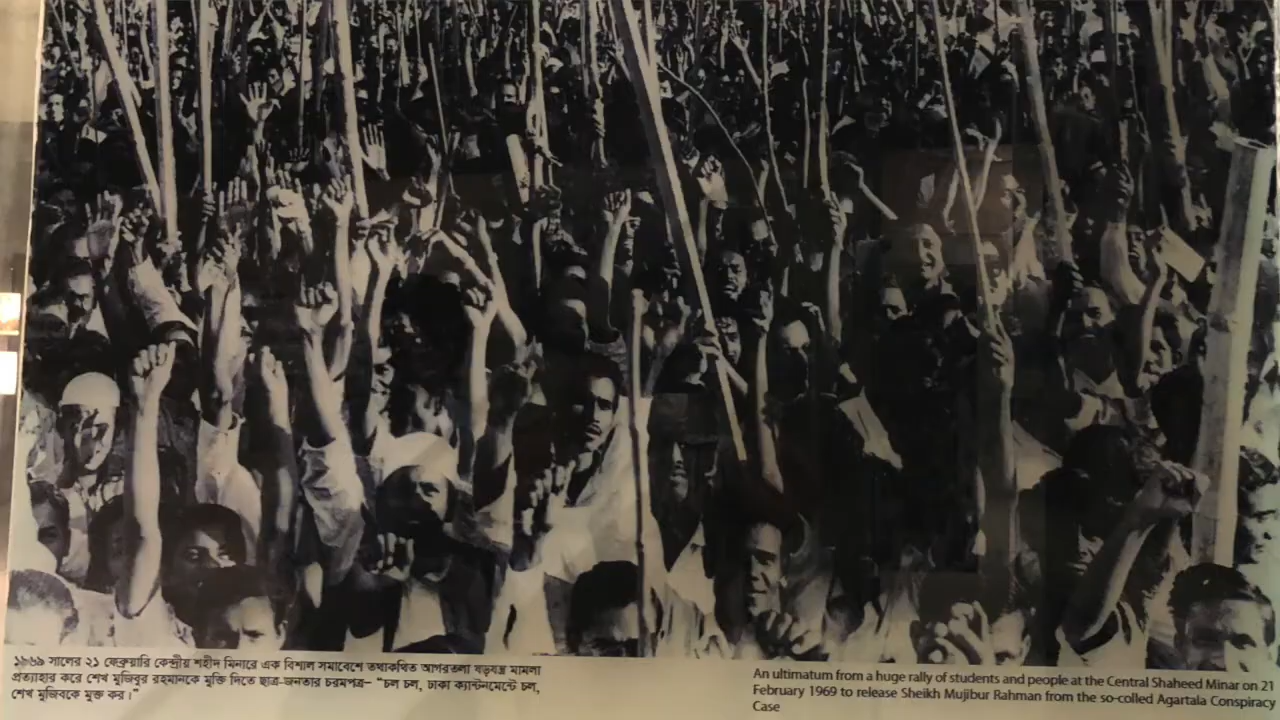 ১৯৬৯ সালের ২১ ফেব্রুয়ারি কেন্দ্রীয় শহীদ মিনারে এক বিশাল সমাবেশে তথাকথিত আগরতলা ষড়যন্ত্র মামলা
প্রত্যাহার করে শেখ মুজিবুর রহমানকে মুক্তি দিতে ছাত্র-জনতার চরমপত্র– “চল চল, ঢাকা ক্যান্টনমেন্টে চল,
শেখ মুজিবকে মুক্ত কর।”
An ultimatum from a huge rally of students and people at the Central Shaheed Minar on 21
February 1969 to release Sheikh Mujibur Rahman from the so-colled Agartala Conspiracy
Case